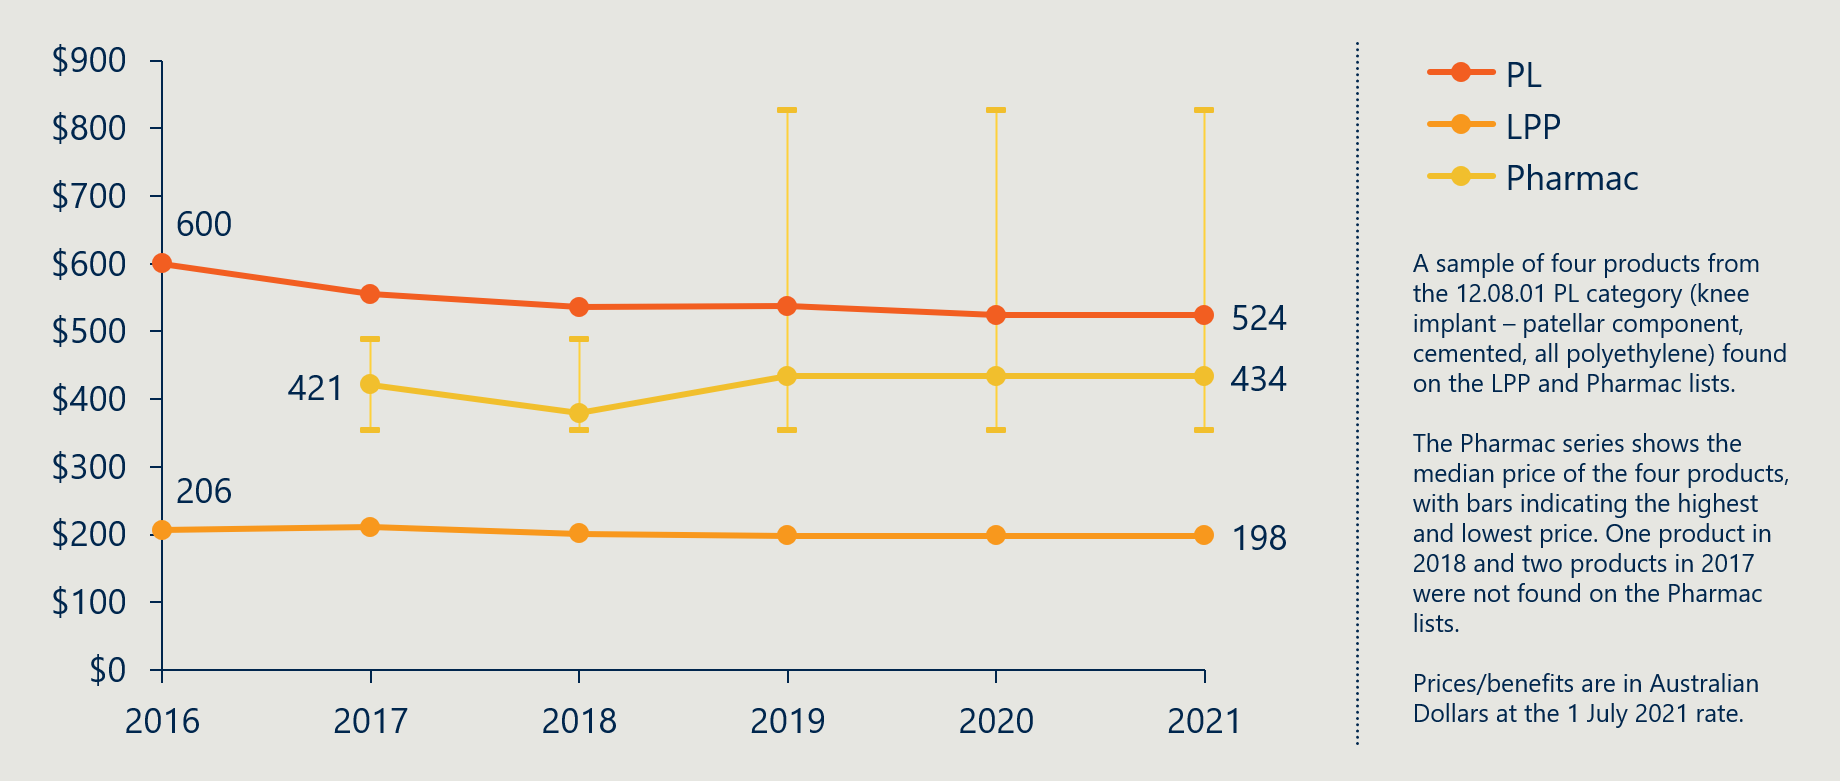 $900
$800
$700
$600
$500
$400
$300
$200
$100
$0
2016
2017
2018
2019
2020
2021
600
421
206
524
434
198
PL
LPP
Pharmac
A sample of four products from
the 12.08.01 PL category (knee
implant – patellar component,
cemented, all polyethylene) found
on the LPP and Pharmac lists.
The Pharmac series shows the
median price of the four products,
with bars indicating the highest
and lowest price. One product in
2018 and two products in 2017
were not found on the Pharmac
lists.
Prices/benefits are in Australian
Dollars at the 1 July 2021 rate.